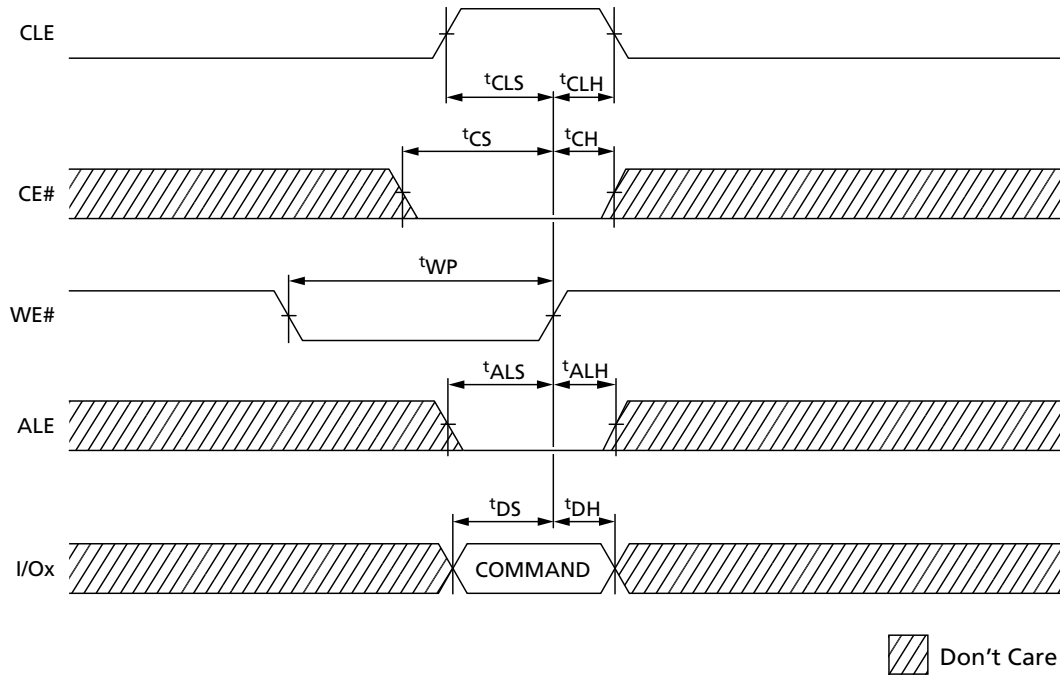 CLE
tCLS
tCLH
tCS
tCH
CE#
tWP
WE#
tALS
tALH
ALE
tDS
tDH
I/Ox
COMMAND
Don't Care